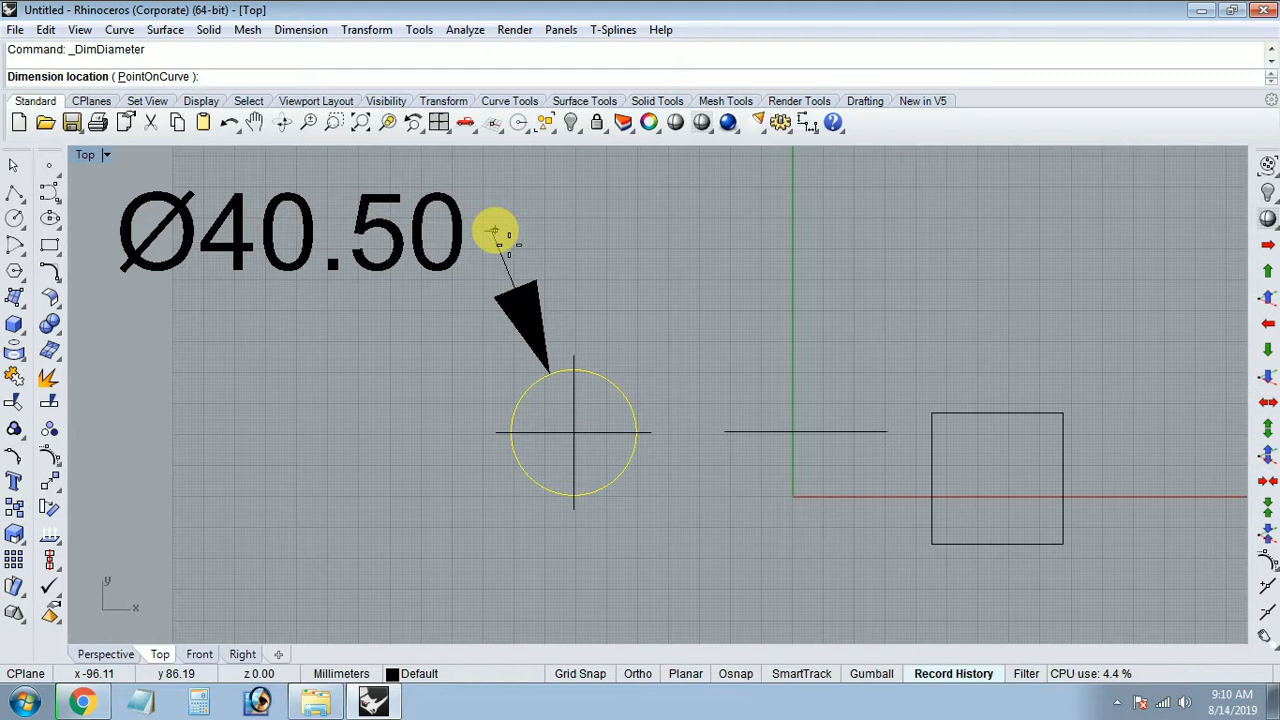 Untitled - Rhinoceros (Corporate) (64-bit) - [Top]
File Edit View Curve Surface Solid Mesh Dimension Transform Tools Analyze Render Panels T-Splines Help
Command: _DimDiameter
Dimension location ( PointOnCurve ):
Standard CPlanes Set View Display Select Viewport Layout Visibility Transform Curve Tools Surface Tools Solid Tools Mesh Tools Render Tools Drafting New in V5
Top
Ø40.50
y
x
Perspective Top Front Right
CPlane x -96.11 y 86.19 z 0.00 Millimeters Default Grid Snap Ortho Planar Osnap SmartTrack Gumball Record History Filter CPU use: 4.4 %
9:10 AM
8/14/2019